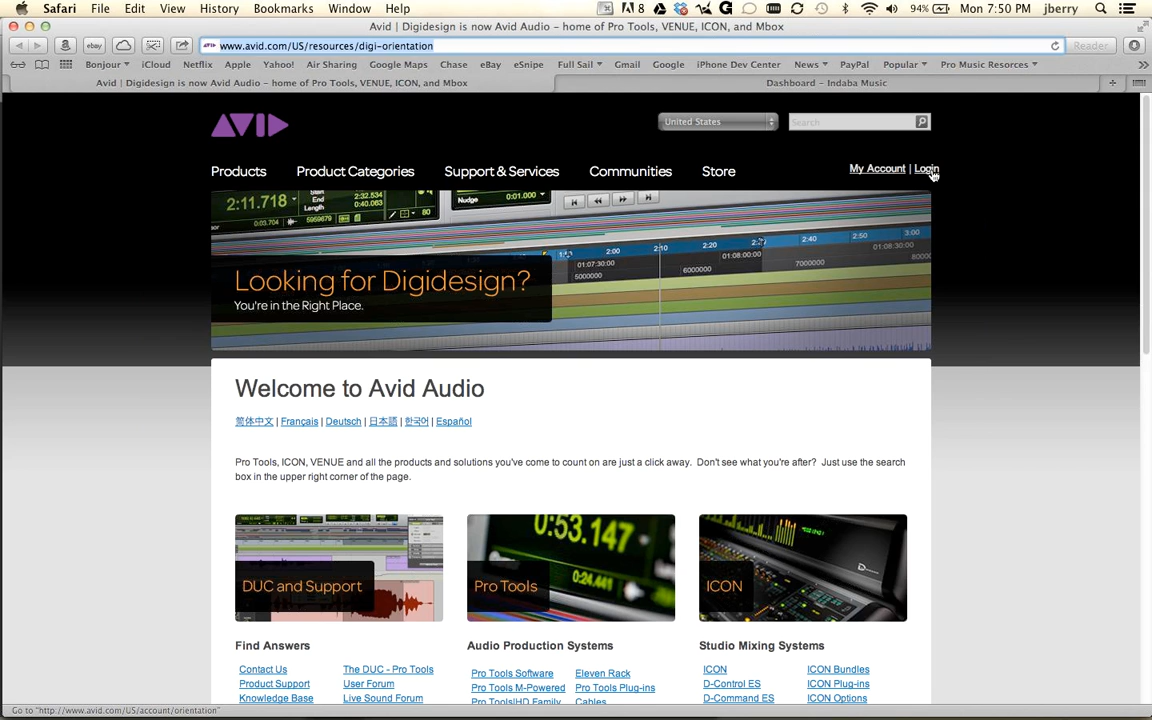 Safari File Edit View History Bookmarks Window Help 8 94% Mon 7:50 PM jberry
Avid | Digidesign is now Avid Audio - home of Pro Tools, VENUE, ICON, and Mbox
ebay www.avid.com/US/resources/digi-orientation Reader
Bonjour iCloud Netflix Apple Yahoo! Air Sharing Google Maps Chase eBay eSnipe Full Sail Gmail Google iPhone Dev Center News PayPal Popular Pro Music Resorces
Avid | Digidesign is now Avid Audio - home of Pro Tools, VENUE, ICON, and Mbox Dashboard – Indaba Music
AVID United States Search
Products Product Categories Support & Services Communities Store My Account | Login
2:11.718 Start End Length 2:32.534 0:40.063 Nudge 0:01.000
0:03.704 5959679 80
2:00 2:10 2:20 2:40 2:50 3:00
01:07:30:00 01:08:00:00 01:08:30:00
5000000 6000000 7000000
Looking for Digidesign?
You're in the Right Place.
Welcome to Avid Audio
简体中文 | Français | Deutsch | 日本語 | 한국어 | Español
Pro Tools, ICON, VENUE and all the products and solutions you've come to count on are just a click away. Don't see what you're after? Just use the search
box in the upper right corner of the page.
0:53.147
0:24.441
DUC and Support Pro Tools ICON
Find Answers Audio Production Systems Studio Mixing Systems
Contact Us The DUC - Pro Tools Pro Tools Software Eleven Rack ICON ICON Bundles
Product Support User Forum Pro Tools M-Powered Pro Tools Plug-ins D-Control ES ICON Plug-ins
Knowledge Base Live Sound Forum Pro Tools|HD Family Cables D-Command ES ICON Options
Go to "http://www.avid.com/US/account/orientation"